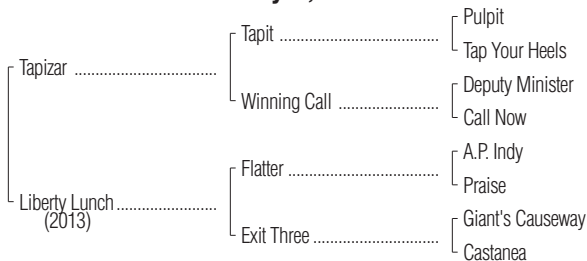 Pulpit
Tapit
Tap Your Heels
Tapizar
Deputy Minister
Winning Call
Call Now
A.P. Indy
Flatter
Praise
Liberty Lunch
(2013)
Giant's Causeway
Exit Three
Castanea